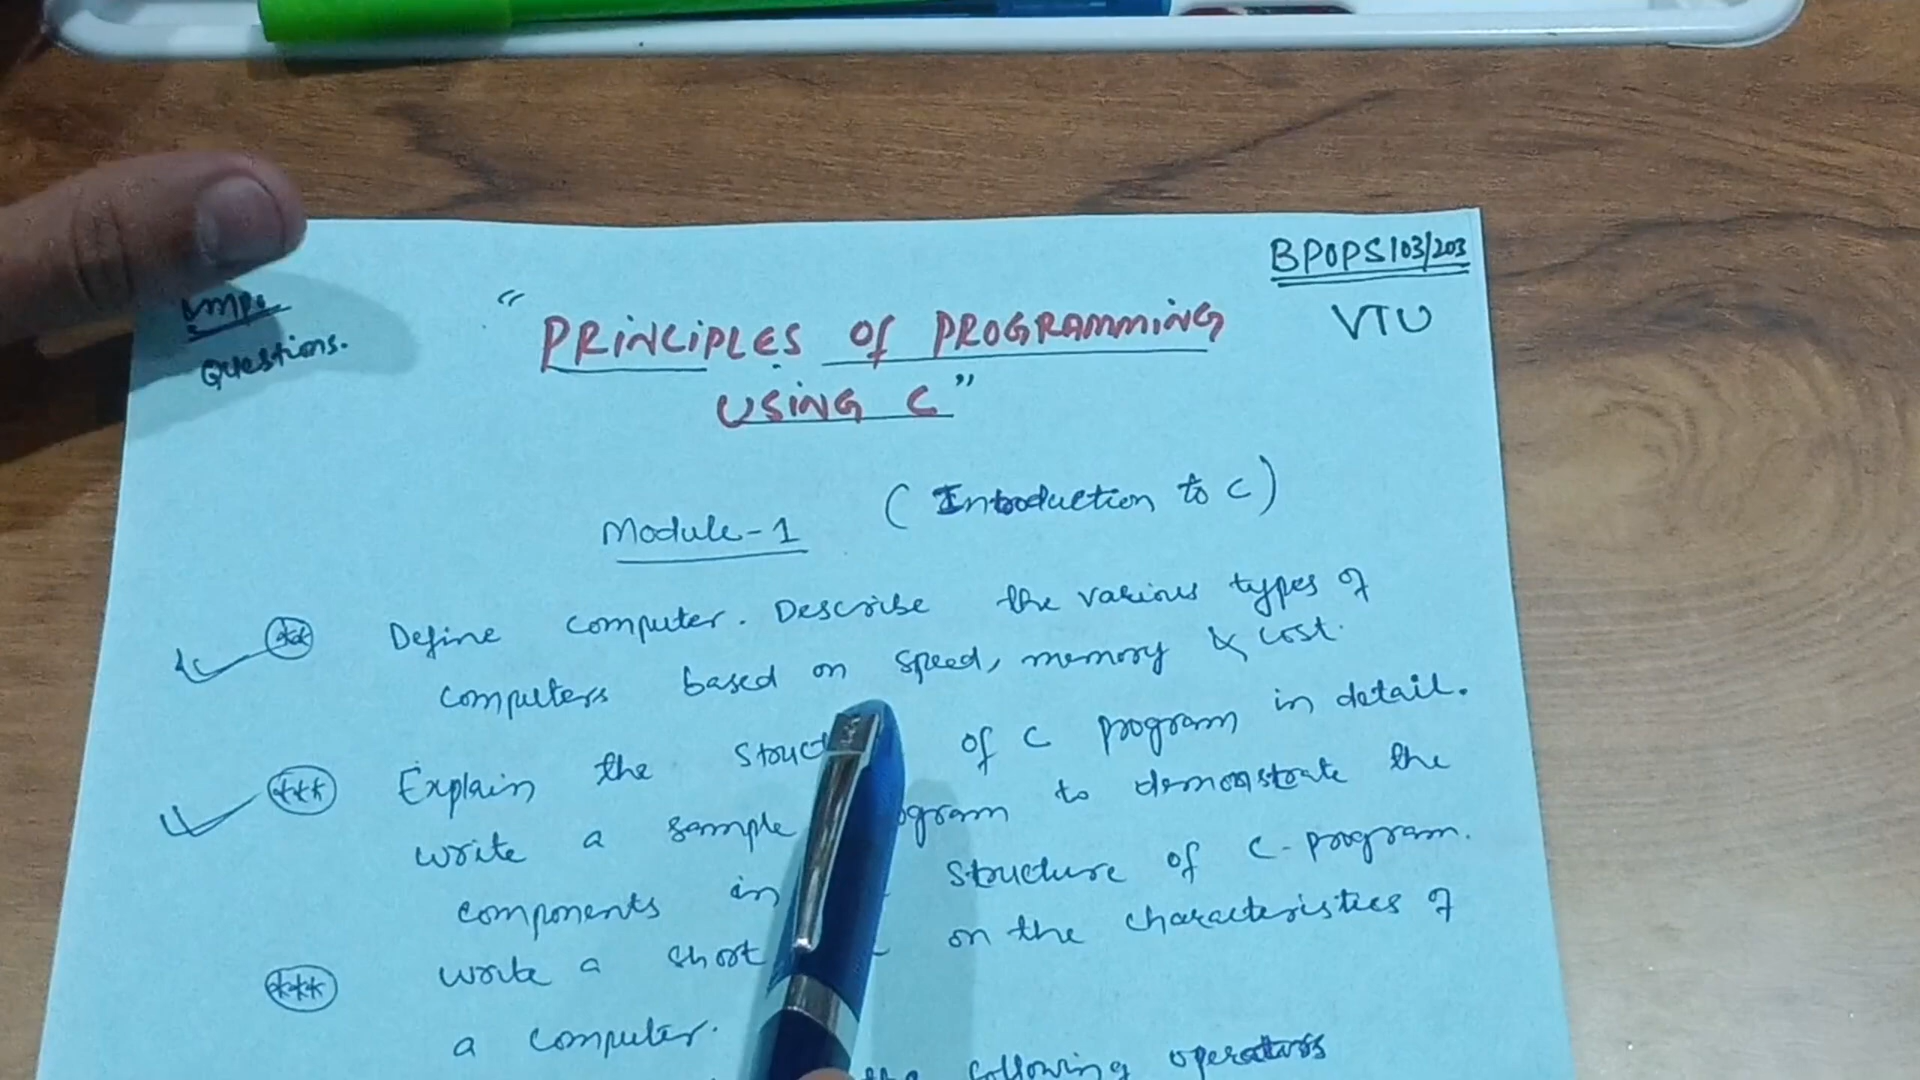 BPOPS103/203
VTU
Imp.
Questions.
"PRINCIPLES OF PROGRAMMING
USING C"
Module-1 (Introduction to C)
** Define computer. Describe the various types of
computers based on speed, memory & cost.
*** Explain the of C program in detail.
write a sample to demonstrate the
components in structure of C-program.
*** write a short on the characteristics of
a computer.
following operators